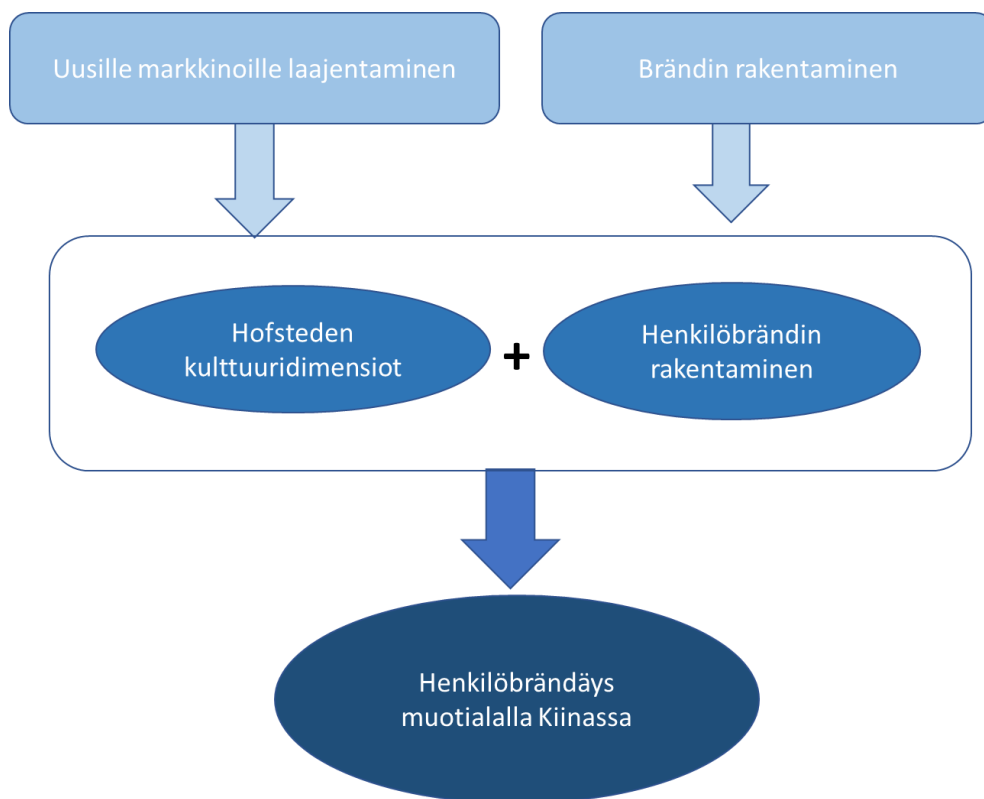 Uusille markkinoille laajentaminen
Brändin rakentaminen
Hofsteden
kulttuuridimensiot
+
Henkilöbrändin
rakentaminen
Henkilöbrändäys
muotialalla Kiinassa